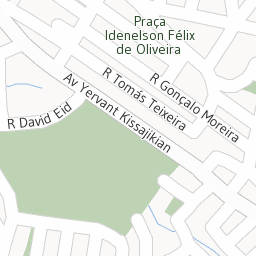 Praça
Idenelson Félix
de Oliveira
R Gonçalo Moreira
R Tomás Teixeira
Av Yervant Kissajikian
R David Eid